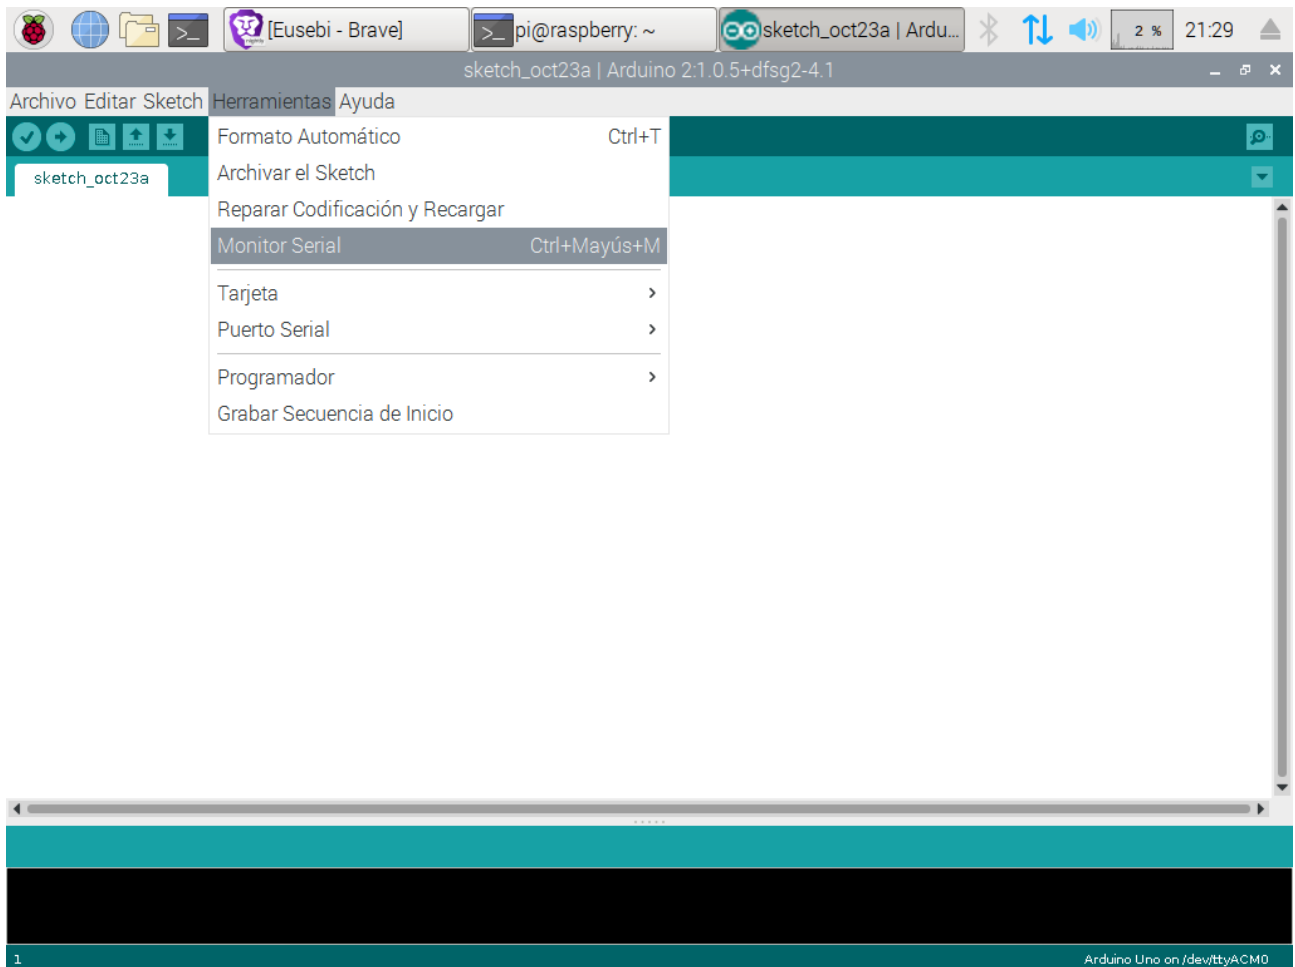 [Eusebi - Brave] pi@raspberry: ~ sketch_oct23a | Ardu... 2 % 21:29
sketch_oct23a | Arduino 2:1.0.5+dfsg2-4.1
Archivo Editar Sketch Herramientas Ayuda
Formato Automático Ctrl+T
sketch_oct23a
Archivar el Sketch
Reparar Codificación y Recargar
Monitor Serial Ctrl+Mayús+M
Tarjeta
Puerto Serial
Programador
Grabar Secuencia de Inicio
1 Arduino Uno on /dev/ttyACM0